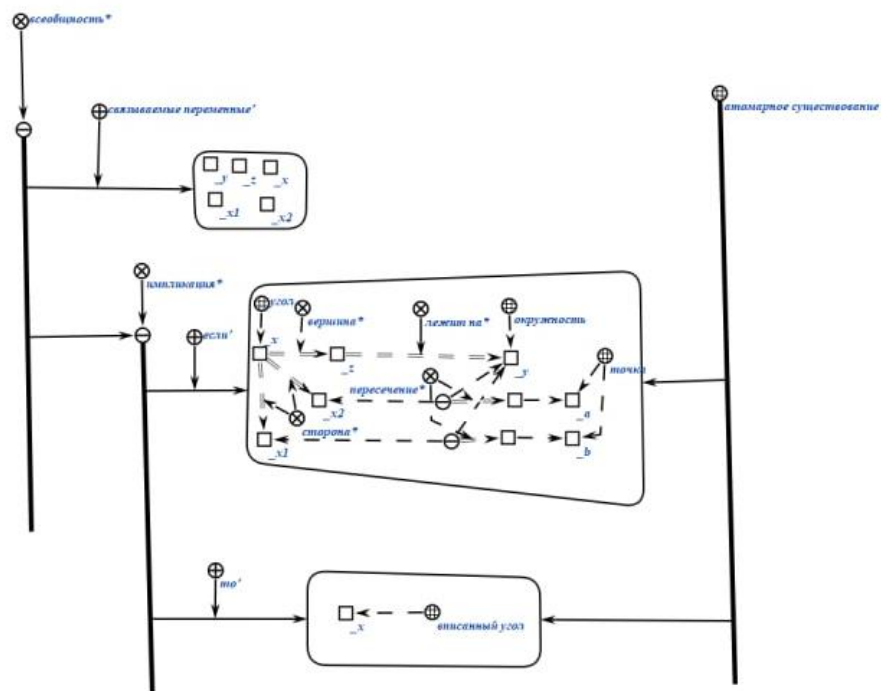 всеобщность*
атомарное существование
связываемые переменные'
_y
_z
_x
_x1
_x2
импликация*
угол
вершина*
лежит на*
окружность
если'
_x
_z
_y
точка
пересечение*
_x2
_a
сторона*
_x1
_b
то'
_x
вписанный угол